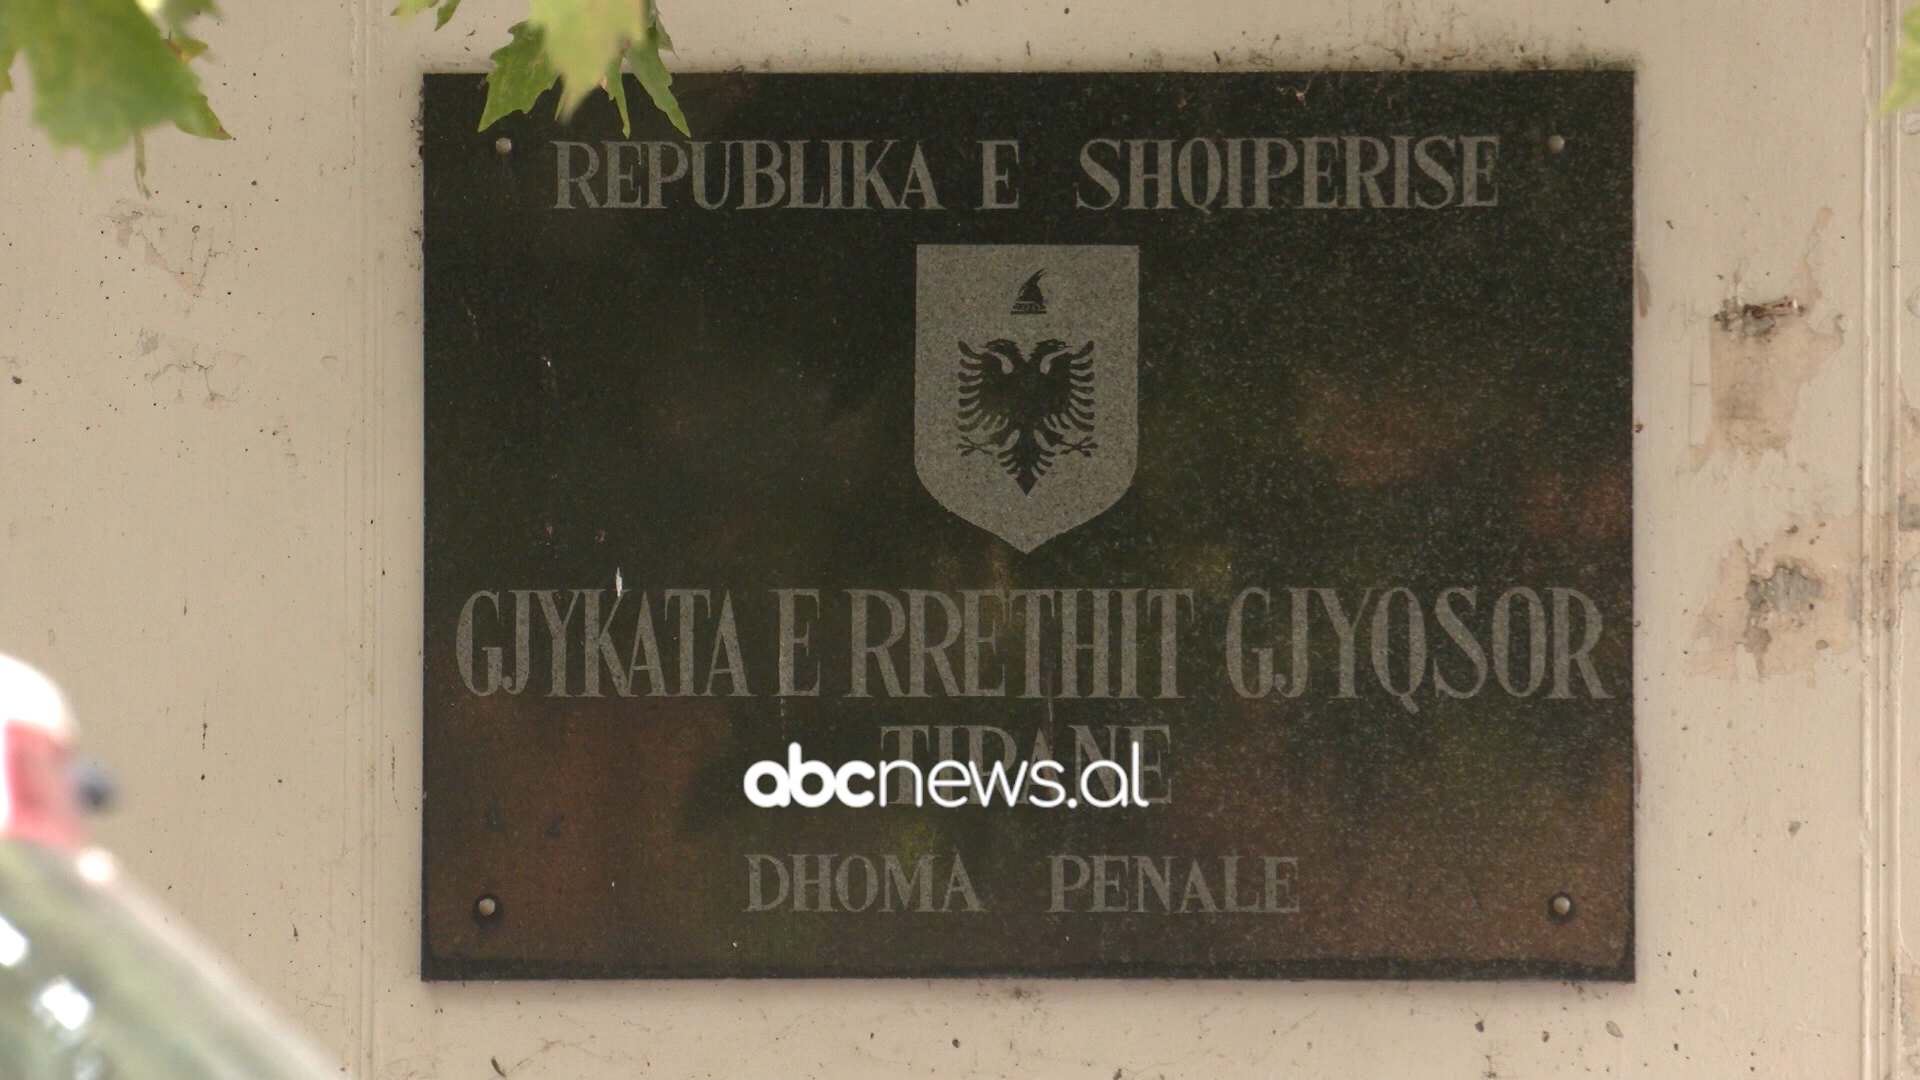 REPUBLIKA E SHQIPERISE
GJYKATA E RRETHIT GJYQSOR
TIRANE
abcnews.al
DHOMA PENALE